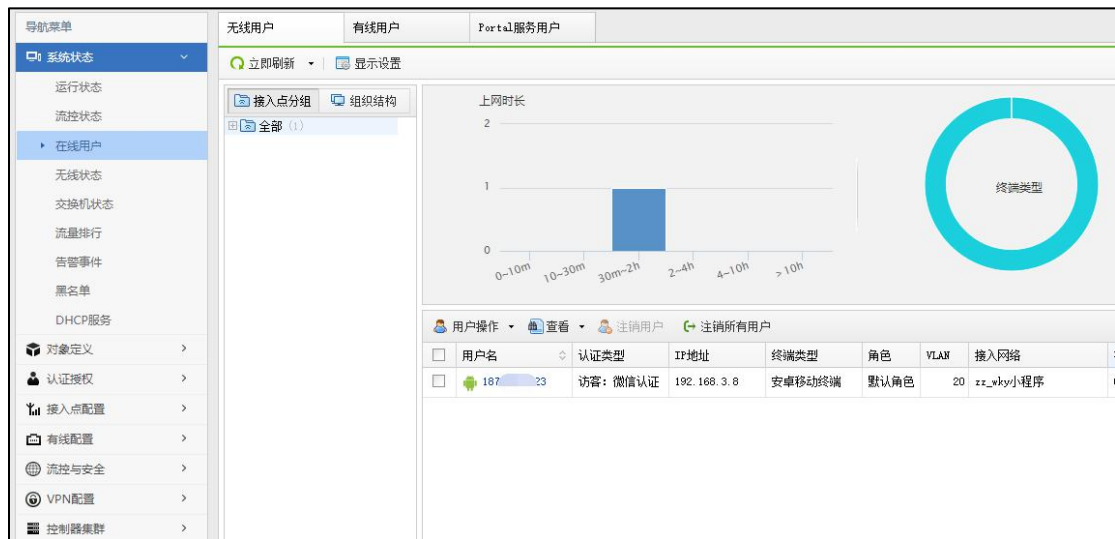 导航菜单
系统状态
运行状态
流控状态
在线用户
无线状态
交换机状态
流量排行
告警事件
黑名单
DHCP服务
对象定义
认证授权
接入点配置
有线配置
流控与安全
VPN配置
控制器集群
无线用户 有线用户 Portal服务用户
立即刷新 显示设置
接入点分组 组织结构
全部 (1)
上网时长
2
1
0
0~10m 10~30m 30m~2h 2~4h 4~10h >10h
终端类型
用户操作 查看 注销用户 注销所有用户
用户名 认证类型 IP地址 终端类型 角色 VLAN 接入网络
187 23 访客：微信认证 192.168.3.8 安卓移动终端 默认角色 20 zz_wky小程序